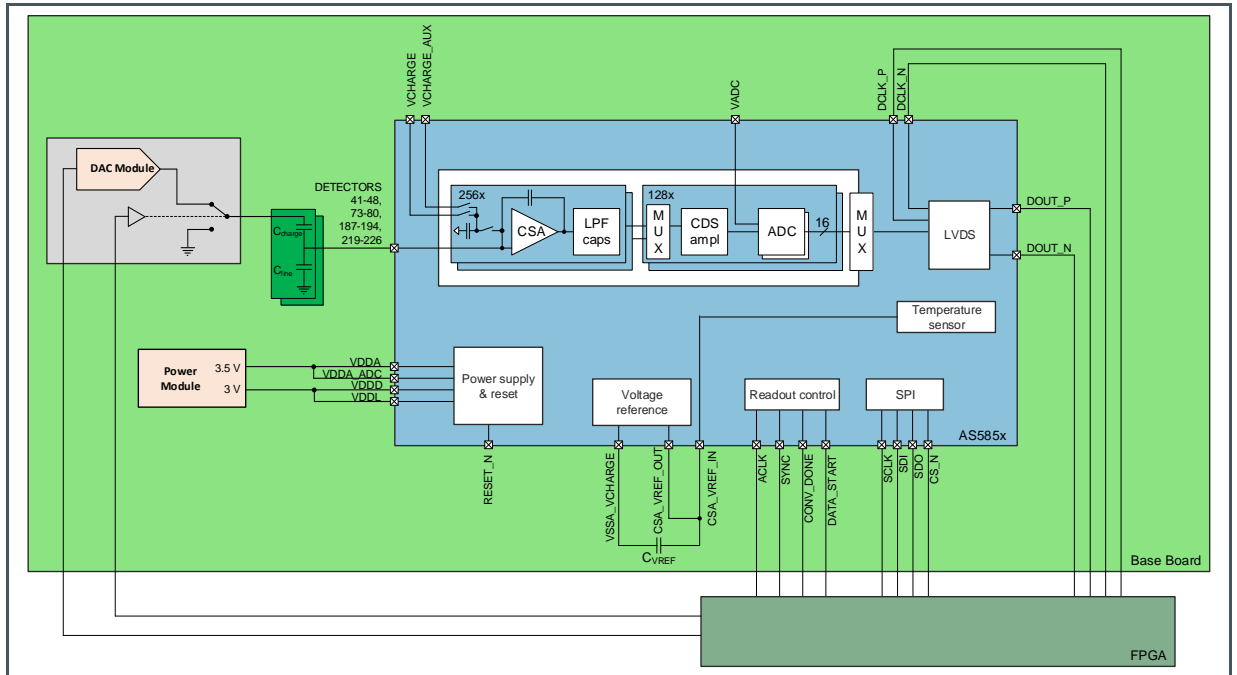 VCHARGE
VCHARGE_AUX
VADC
DCLK_P
DCLK_N
DAC Module
DETECTORS
41-48,
73-80,
187-194,
219-226
Ccharge
Cline
256x
CSA
LPF
caps
128x
MUX
CDS
ampl
ADC
16
MUX
LVDS
DOUT_P
DOUT_N
Temperature
sensor
Power
Module
3.5 V
3 V
VDDA
VDDA_ADC
VDDD
VDDL
Power supply
& reset
Voltage
reference
Readout control
SPI
AS585x
RESET_N
VSSA_VCHARGE
CSA_VREF_OUT
CSA_VREF_IN
ACLK
SYNC
CONV_DONE
DATA_START
SCLK
SDI
SDO
CS_N
CVREF
Base Board
FPGA